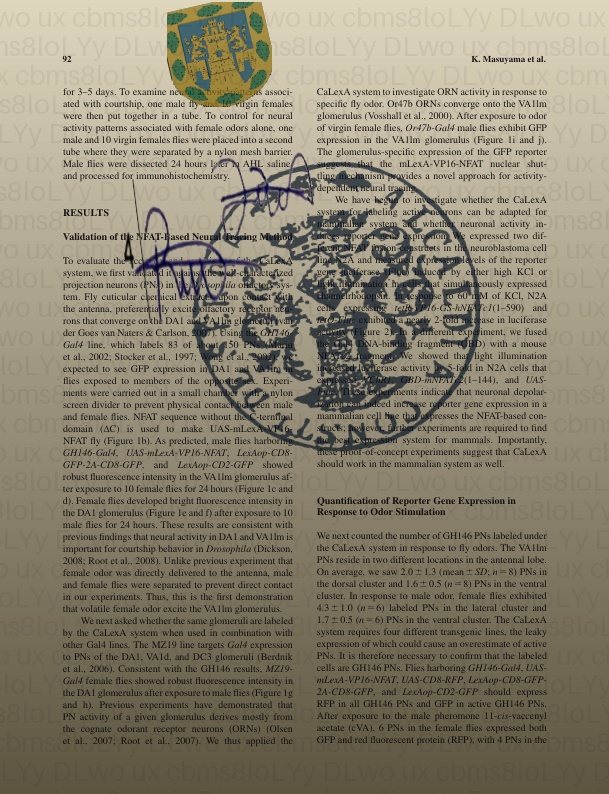 92
K. Masuyama et al.
for 3–5 days. To examine neural activity patterns associ-
ated with courtship, one male fly and 10 virgin females
were then put together in a tube. To control for neural
activity patterns associated with female odors alone, one
male and 10 virgin females flies were placed into a second
tube where they were separated by a nylon mesh barrier.
Male flies were dissected 24 hours later in AHL saline
and processed for immunohistochemistry.
RESULTS
Validation of the NFAT-Based Neural Tracing Method
To evaluate the CaLexA
system, we first validated it against the well-characterized
projection neurons (PNs) in the Drosophila olfactory sys-
tem. Fly cuticular chemical extracts, upon contact with
the antenna, preferentially excite olfactory receptor neu-
rons that converge on the DA1 and VA1lm glomeruli (van
der Goes van Naters & Carlson, 2007). Using the GH146-
Gal4 line, which labels 83 of the 150 PNs (Marin
et al., 2002; Stocker et al., 1997; Wong et al., 2002), we
expected to see GFP expression in DA1 and VA1lm in
flies exposed to members of the opposite sex. Experi-
ments were carried out in a small chamber with a nylon
screen divider to prevent physical contact between male
and female flies. NFAT sequence without the C-terminal
domain (ΔC) is used to make UAS-mLexA-VP16-
NFAT fly (Figure 1b). As predicted, male flies harboring
GH146-Gal4, UAS-mLexA-VP16-NFAT, LexAop-CD8-
GFP-2A-CD8-GFP, and LexAop-CD2-GFP showed
robust fluorescence intensity in the VA1lm glomerulus af-
ter exposure to 10 female flies for 24 hours (Figure 1c and
d). Female flies developed bright fluorescence intensity in
the DA1 glomerulus (Figure 1e and f) after exposure to 10
male flies for 24 hours. These results are consistent with
previous findings that neural activity in DA1 and VA1lm is
important for courtship behavior in Drosophila (Dickson,
2008; Root et al., 2008). Unlike previous experiment that
female odor was directly delivered to the antenna, male
and female flies were separated to prevent direct contact
in our experiments. Thus, this is the first demonstration
that volatile female odor excite the VA1lm glomerulus.
We next asked whether the same glomeruli are labeled
by the CaLexA system when used in combination with
other Gal4 lines. The MZ19 line targets Gal4 expression
to PNs of the DA1, VA1d, and DC3 glomeruli (Berdnik
et al., 2006). Consistent with the GH146 results, MZ19-
Gal4 female flies showed robust fluorescence intensity in
the DA1 glomerulus after exposure to male flies (Figure 1g
and h). Previous experiments have demonstrated that
PN activity of a given glomerulus derives mostly from
the cognate odorant receptor neurons (ORNs) (Olsen
et al., 2007; Root et al., 2007). We thus applied the
CaLexA system to investigate ORN activity in response to
specific fly odor. Or47b ORNs converge onto the VA1lm
glomerulus (Vosshall et al., 2000). After exposure to odor
of virgin female flies, Or47b-Gal4 male flies exhibit GFP
expression in the VA1lm glomerulus (Figure 1i and j).
The glomerulus-specific expression of the GFP reporter
suggests that the mLexA-VP16-NFAT nuclear shut-
tling mechanism provides a novel approach for activity-
dependent neural tracing.
We have begun to investigate whether the CaLexA
system for labeling active neurons can be adapted for
mammalian system and whether neuronal activity in-
duces reporter gene expression. We expressed two dif-
ferent NFAT fusion constructs in the neuroblastoma cell
line N2A and measured expression levels of the reporter
gene luciferase (Fluc) induced by either high KCl or
light illumination in cells that simultaneously expressed
channelrhodopsin. In response to 60 mM of KCl, N2A
cells expressing tetR-VP16-GS-hNFATc1(1–590) and
exhibited a nearly 2-fold increase in luciferase
activity (Figure 2). In a different experiment, we fused
the Gal4 DNA-binding fragment (GBD) with a mouse
NFATc2 fragment. We showed that light illumination
increased luciferase activity 5-fold in N2A cells that
expressed GBD-mNFATc2(1–144), and UAS-
experiments indicate that neuronal depolar-
ization can indeed increase reporter gene expression in a
mammalian cell line that expresses the NFAT-based con-
structs; however, further experiments are required to find
the best expression system for mammals. Importantly,
these proof-of-concept experiments suggest that CaLexA
should work in the mammalian system as well.
Quantification of Reporter Gene Expression in
Response to Odor Stimulation
We next counted the number of GH146 PNs labeled under
the CaLexA system in response to fly odors. The VA1lm
PNs reside in two different locations in the antennal lobe.
On average, we saw 2.0 ± 1.3 (mean ± SD; n = 8) PNs in
the dorsal cluster and 1.6 ± 0.5 (n = 8) PNs in the ventral
cluster. In response to male odor, female flies exhibited
4.3 ± 1.0 (n = 6) labeled PNs in the lateral cluster and
1.7 ± 0.5 (n = 6) PNs in the ventral cluster. The CaLexA
system requires four different transgenic lines, the leaky
expression of which could cause an overestimate of active
PNs. It is therefore necessary to confirm that the labeled
cells are GH146 PNs. Flies harboring GH146-Gal4, UAS-
mLexA-VP16-NFAT, UAS-CD8-RFP, LexAop-CD8-GFP-
2A-CD8-GFP, and LexAop-CD2-GFP should express
RFP in all GH146 PNs and GFP in active GH146 PNs.
After exposure to the male pheromone 11-cis-vaccenyl
acetate (cVA), 6 PNs in the female flies expressed both
GFP and red fluorescent protein (RFP), with 4 PNs in the